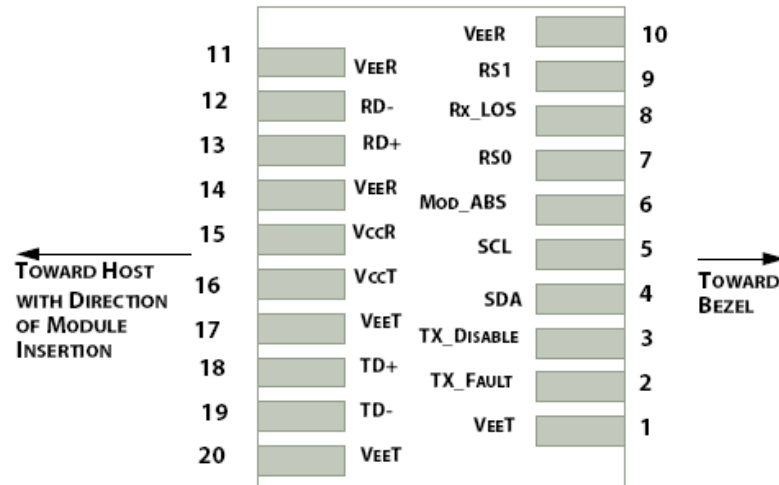 11 VEER
12 RD-
13 RD+
14 VEER
15 VCCR
16 VCCT
17 VEET
18 TD+
19 TD-
20 VEET
VEER 10
RS1 9
RX_LOS 8
RS0 7
MOD_ABS 6
SCL 5
SDA 4
TX_DISABLE 3
TX_FAULT 2
VEET 1
TOWARD HOST
WITH DIRECTION
OF MODULE
INSERTION
TOWARD
BEZEL